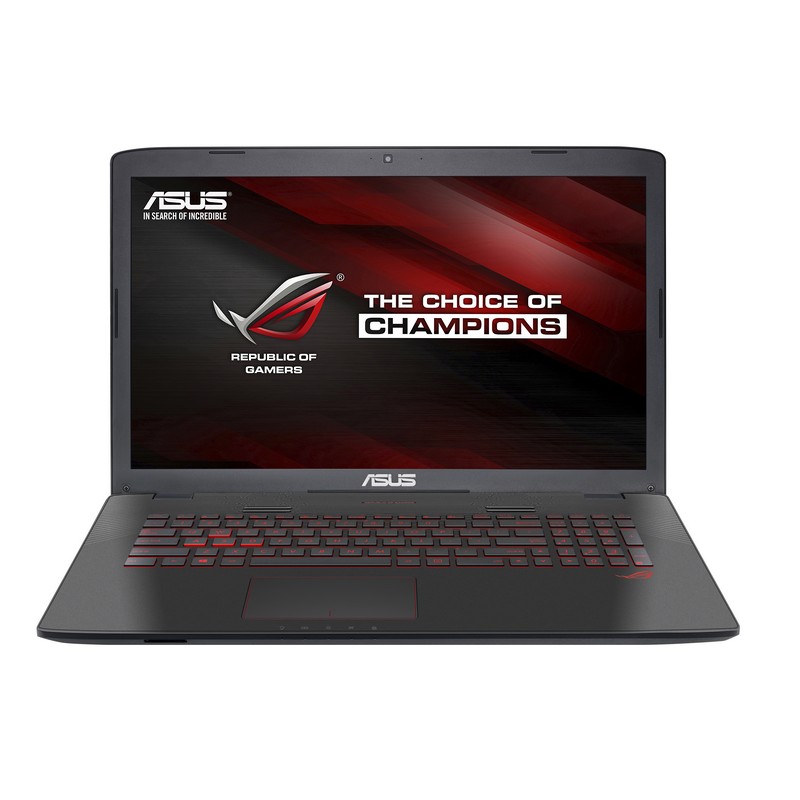 ASUS®
IN SEARCH OF INCREDIBLE
®
THE CHOICE OF
CHAMPIONS
REPUBLIC OF
GAMERS
ASUS